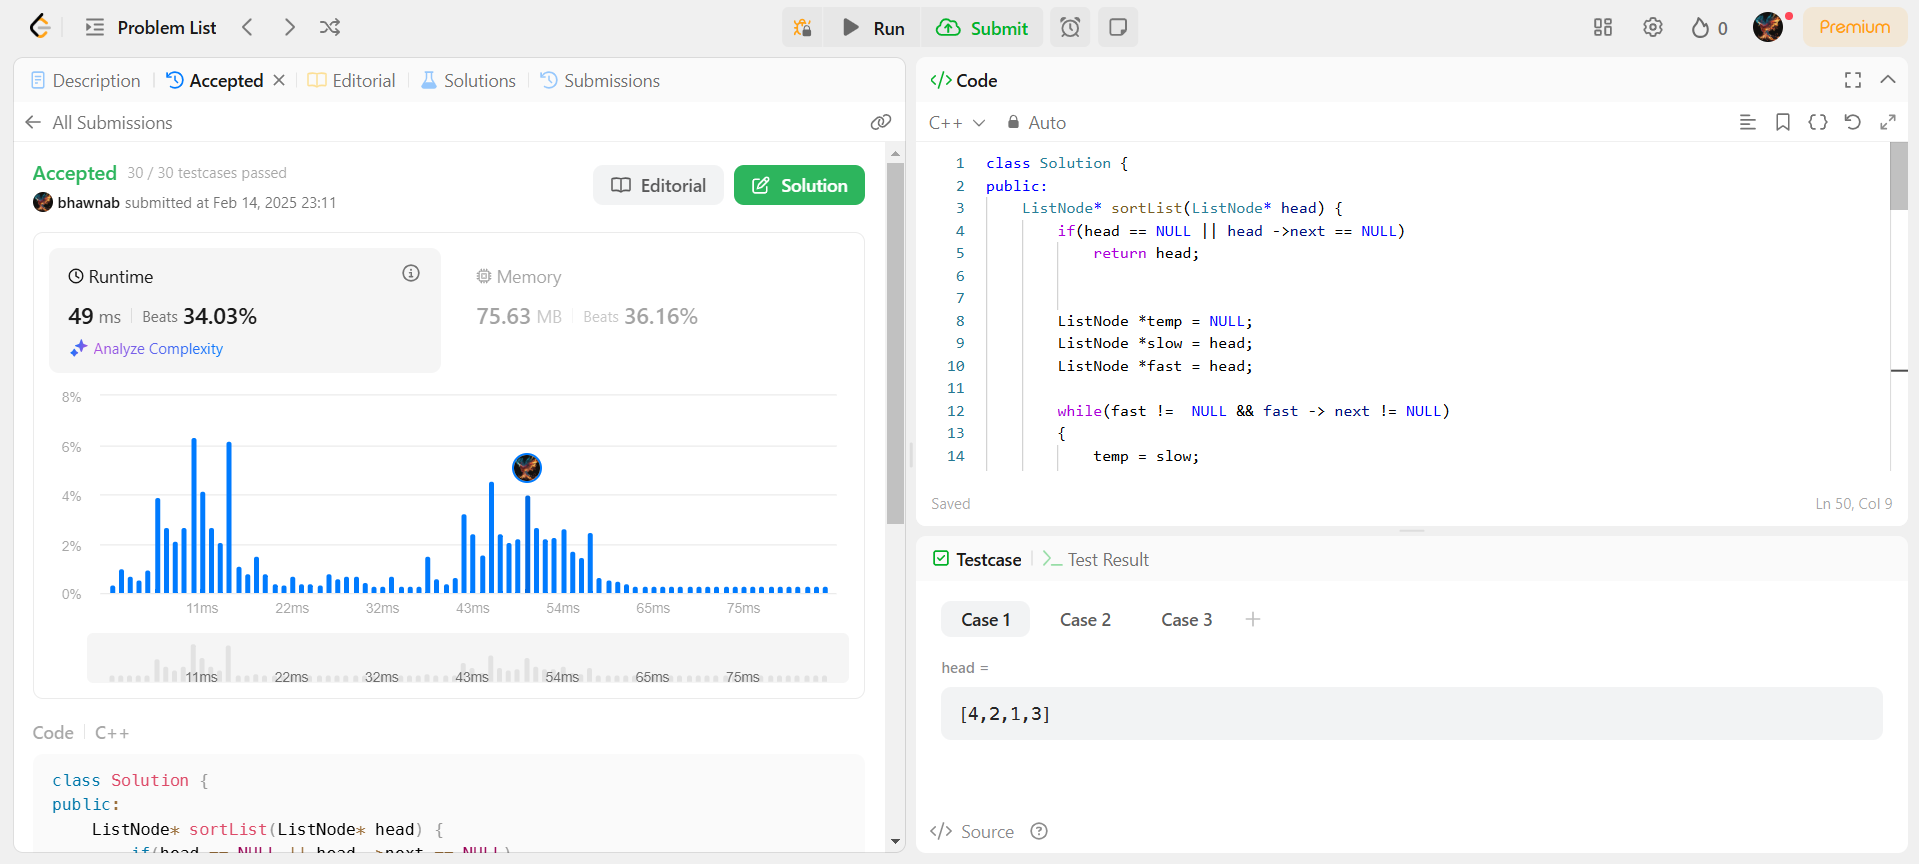 Problem List
Run
Submit
0
Premium
Description
Accepted
Editorial
Solutions
Submissions
All Submissions
Accepted 30 / 30 testcases passed
bhawnab submitted at Feb 14, 2025 23:11
Editorial
Solution
Runtime
49 ms Beats 34.03%
Analyze Complexity
Memory
75.63 MB Beats 36.16%
8%
6%
4%
2%
0%
11ms 22ms 32ms 43ms 54ms 65ms 75ms
11ms 22ms 32ms 43ms 54ms 65ms 75ms
Code C++
class Solution {
public:
ListNode* sortList(ListNode* head) {
if(head == NULL || head ->next == NULL)
</> Code
C++ Auto
1 class Solution {
2 public:
3 ListNode* sortList(ListNode* head) {
4 if(head == NULL || head ->next == NULL)
5 return head;
6
7
8 ListNode *temp = NULL;
9 ListNode *slow = head;
10 ListNode *fast = head;
11
12 while(fast !=  NULL && fast -> next != NULL)
13 {
14 temp = slow;
Saved
Ln 50, Col 9
Testcase
Test Result
Case 1 Case 2 Case 3 +
head =
[4,2,1,3]
</> Source ?